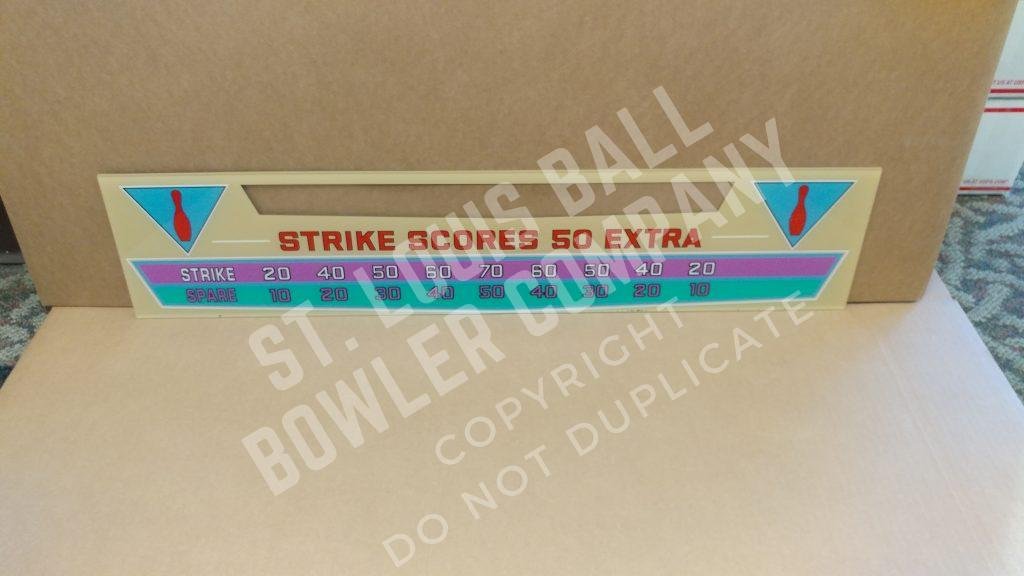 STRIKE SCORES 50 EXTRA
STRIKE 20 40 50 60 70 60 50 40 20
SPARE 10 20 30 40 50 40 30 20 10
ST. LOUIS BALL
BOWLER COMPANY
COPYRIGHT
DO NOT DUPLICATE